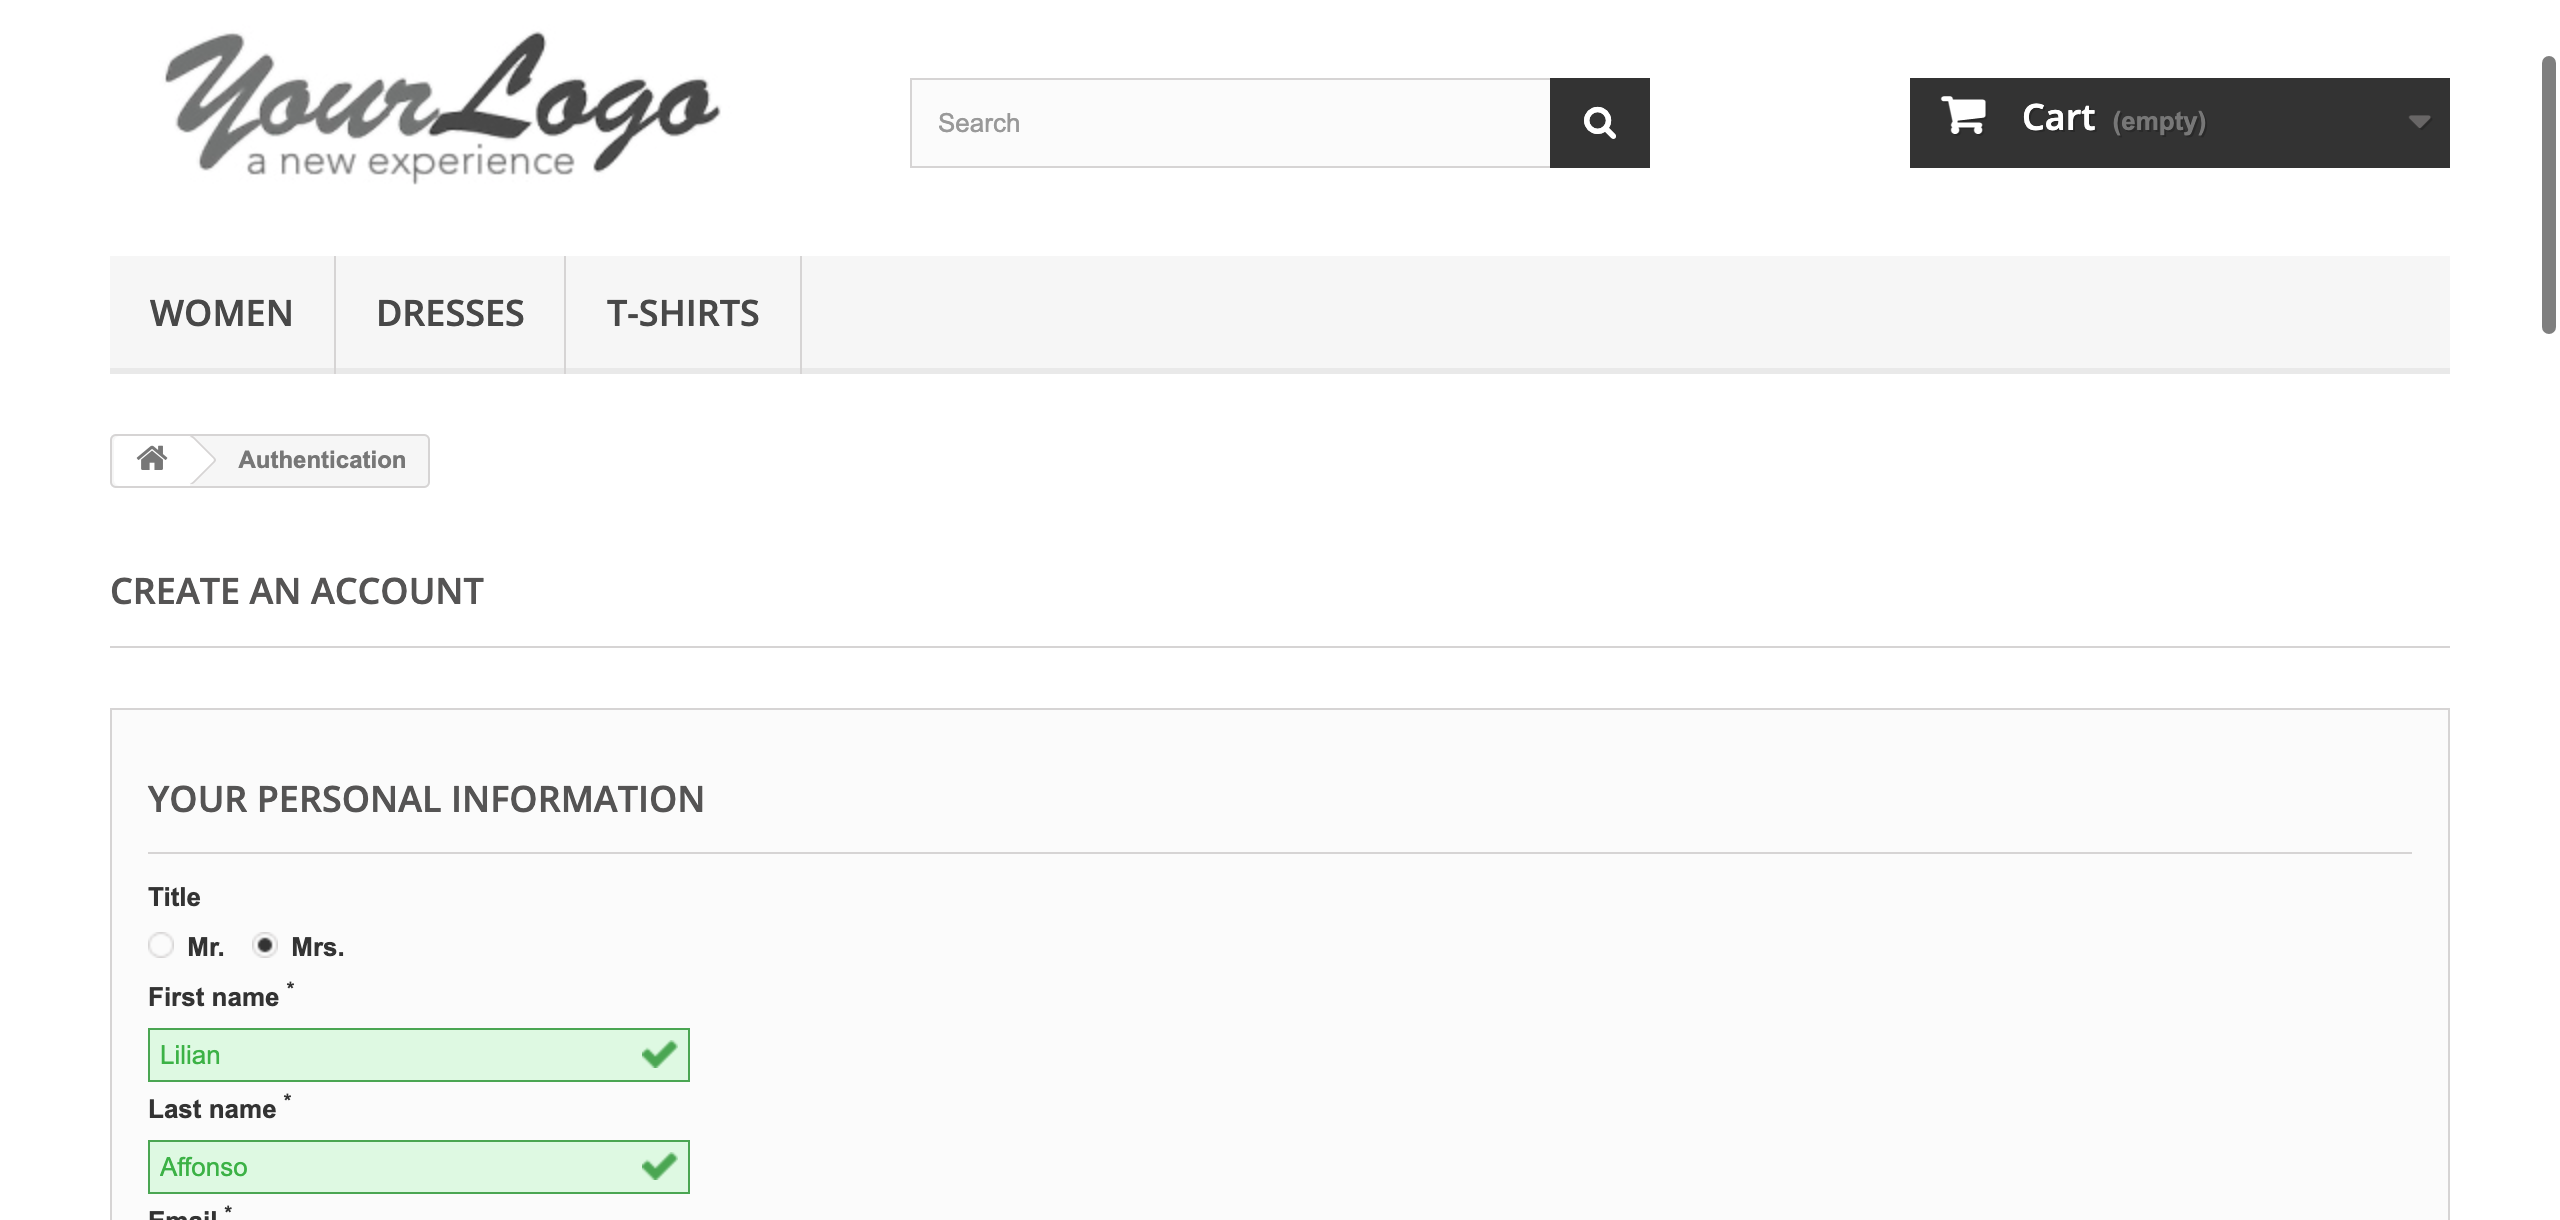 YourLogo
a new experience
Search
Cart (empty)
WOMEN DRESSES T-SHIRTS
Authentication
CREATE AN ACCOUNT
YOUR PERSONAL INFORMATION
Title
Mr. Mrs.
First name *
Lilian
Last name *
Affonso
Email *